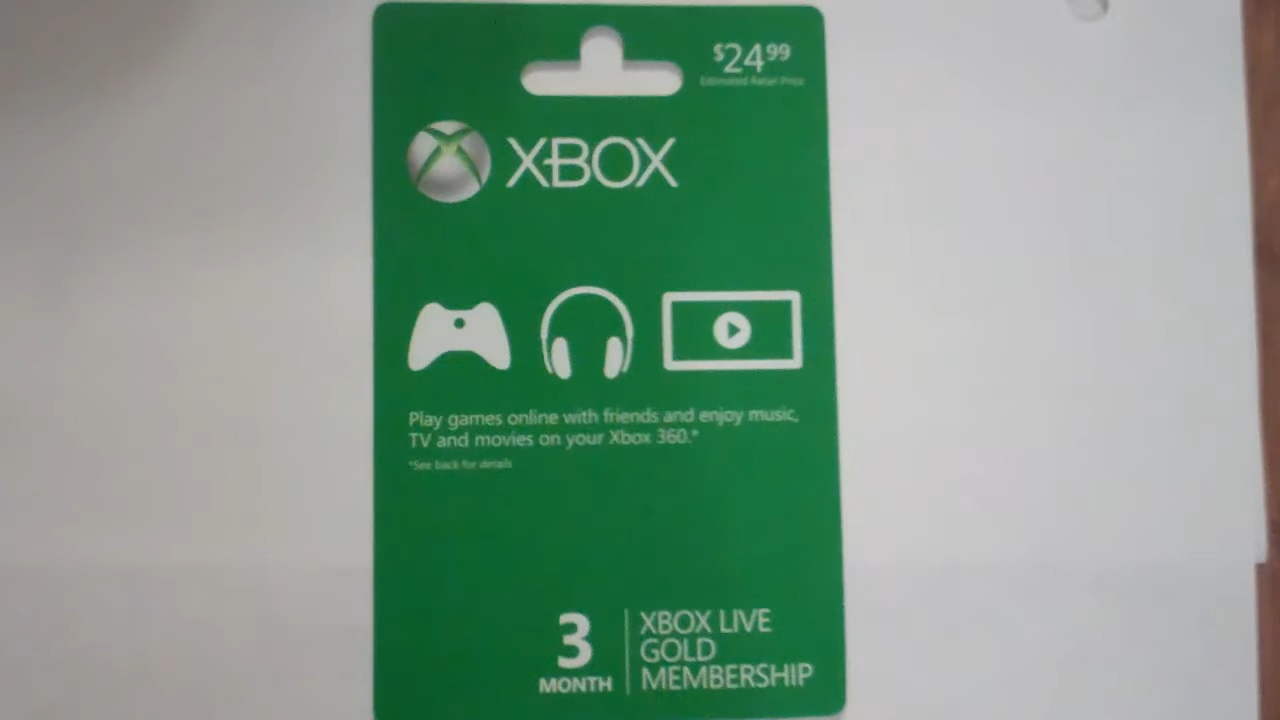 $24.99
Estimated Retail Price
XBOX
Play games online with friends and enjoy music,
TV and movies on your Xbox 360.*
*See back for details
3
MONTH
XBOX LIVE
GOLD
MEMBERSHIP